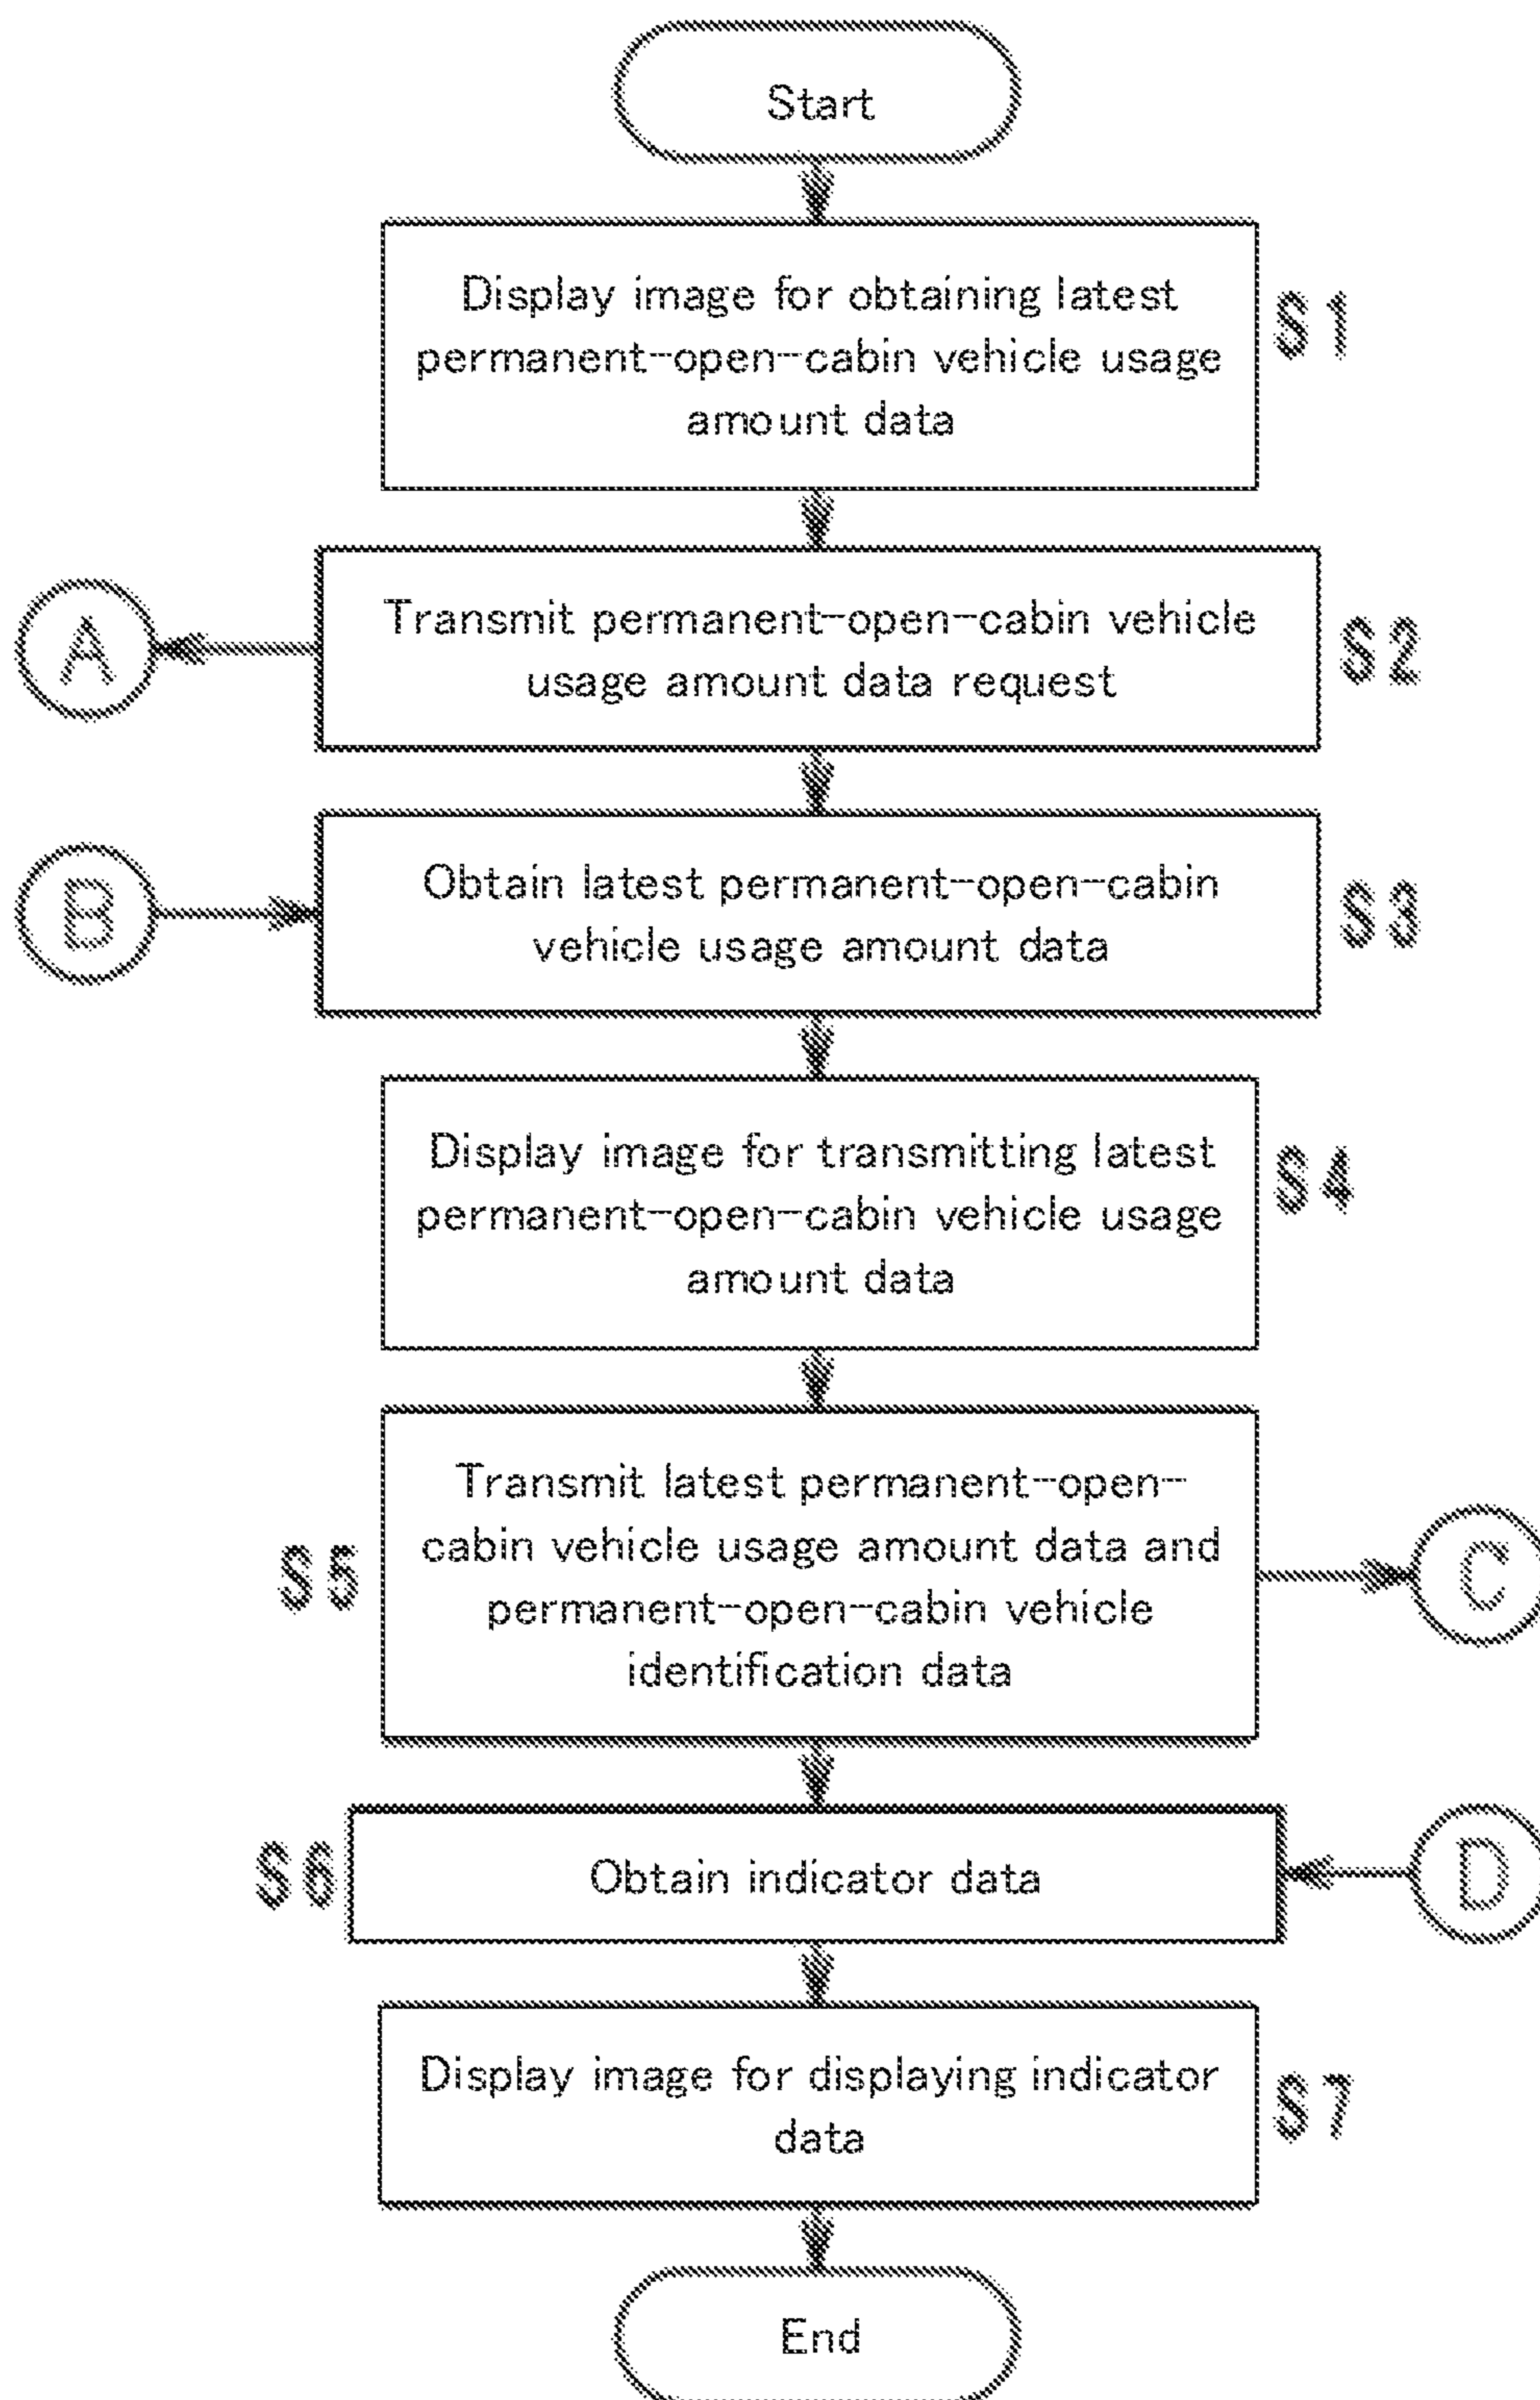 Start
Display image for obtaining latest
permanent-open-cabin vehicle usage
amount data
S1
Transmit permanent-open-cabin vehicle
usage amount data request
S2
A
Obtain latest permanent-open-cabin
vehicle usage amount data
S3
B
Display image for transmitting latest
permanent-open-cabin vehicle usage
amount data
S4
Transmit latest permanent-open-
cabin vehicle usage amount data and
permanent-open-cabin vehicle
identification data
S5
C
S6
Obtain indicator data
D
Display image for displaying indicator
data
S7
End